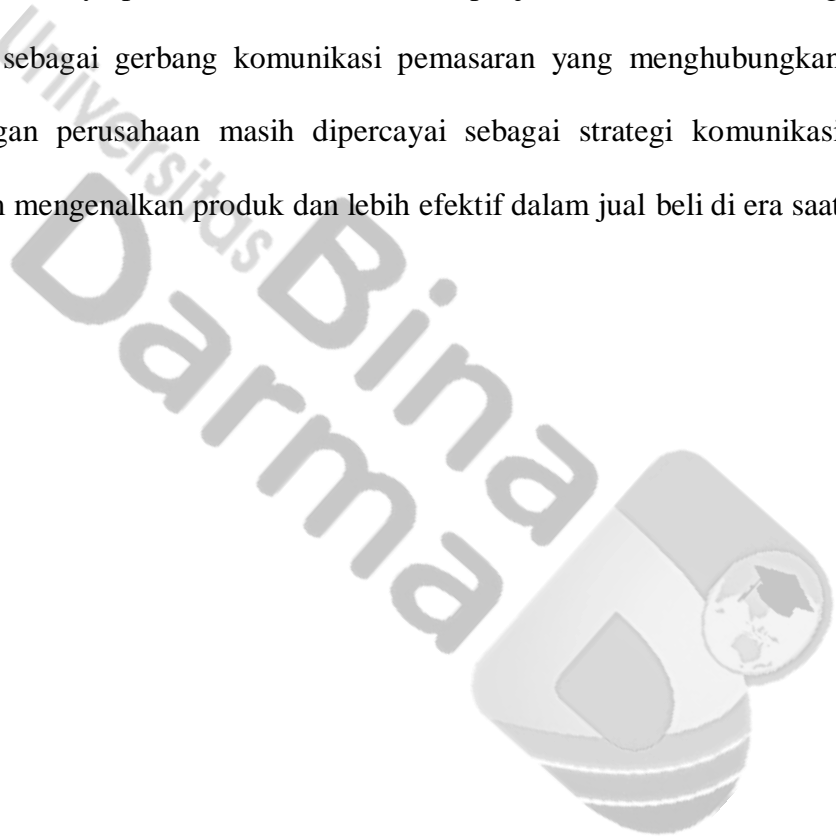 sebagai gerbang komunikasi pemasaran yang menghubungkan
gan perusahaan masih dipercayai sebagai strategi komunikasi
mengenalkan produk dan lebih efektif dalam jual beli di era saat
Universitas
Bina
Darma